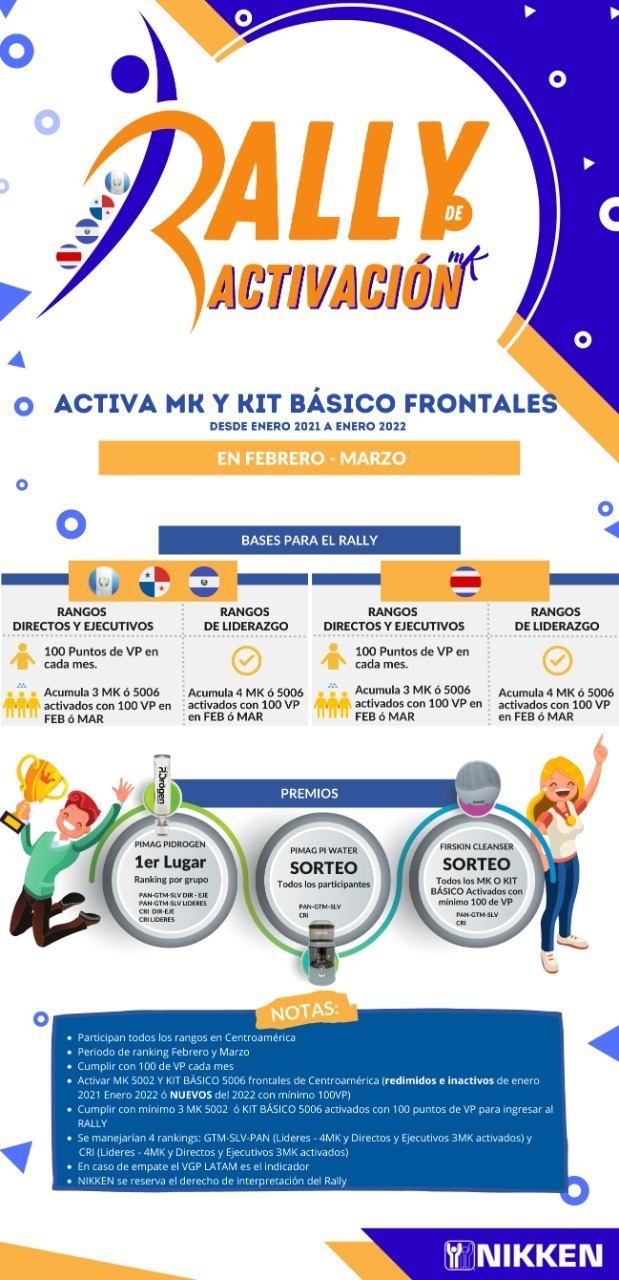 RALLY
DE
ACTIVACIÓN
mK
ACTIVA MK Y KIT BÁSICO FRONTALES
DESDE ENERO 2021 A ENERO 2022
EN FEBRERO - MARZO
BASES PARA EL RALLY
RANGOS
DIRECTOS Y EJECUTIVOS
100 Puntos de VP en
cada mes.
Acumula 3 MK ó 5006
activados con 100 VP en
FEB ó MAR
RANGOS
DE LIDERAZGO
Acumula 4 MK ó 5006
activados con 100 VP
en FEB ó MAR
RANGOS
DIRECTOS Y EJECUTIVOS
100 Puntos de VP en
cada mes.
Acumula 3 MK ó 5006
activados con 100 VP en
FEB ó MAR
RANGOS
DE LIDERAZGO
Acumula 4 MK ó 5006
activados con 100 VP
en FEB ó MAR
PREMIOS
PiDrogen
PIMAG PIDROGEN
1er Lugar
Ranking por grupo
PAN-GTM-SLV DIR - EJE
PAN-GTM-SLV LIDERES
CRI DIR-EJE
CRI LIDERES
PIMAG PI WATER
SORTEO
Todos los participantes
PAN-GTM-SLV
CRI
FIRSKIN CLEANSER
SORTEO
Todos los MK O KIT
BÁSICO Activados con
mínimo 100 de VP
PAN-GTM-SLV
CRI
NOTAS:
• Participan todos los rangos en Centroamérica
• Periodo de ranking Febrero y Marzo
• Cumplir con 100 de VP cada mes
• Activar MK 5002 Y KIT BÁSICO 5006 frontales de Centroamérica (redimidos e inactivos de enero
2021 Enero 2022 ó NUEVOS del 2022 con mínimo 100VP)
• Cumplir con mínimo 3 MK 5002 ó KIT BÁSICO 5006 activados con 100 puntos de VP para ingresar al
RALLY
• Se manejarían 4 rankings: GTM-SLV-PAN (Lideres - 4MK y Directos y Ejecutivos 3MK activados) y
CRI (Lideres - 4MK y Directos y Ejecutivos 3MK activados)
• En caso de empate el VGP LATAM es el indicador
• NIKKEN se reserva el derecho de interpretación del Rally
NIKKEN